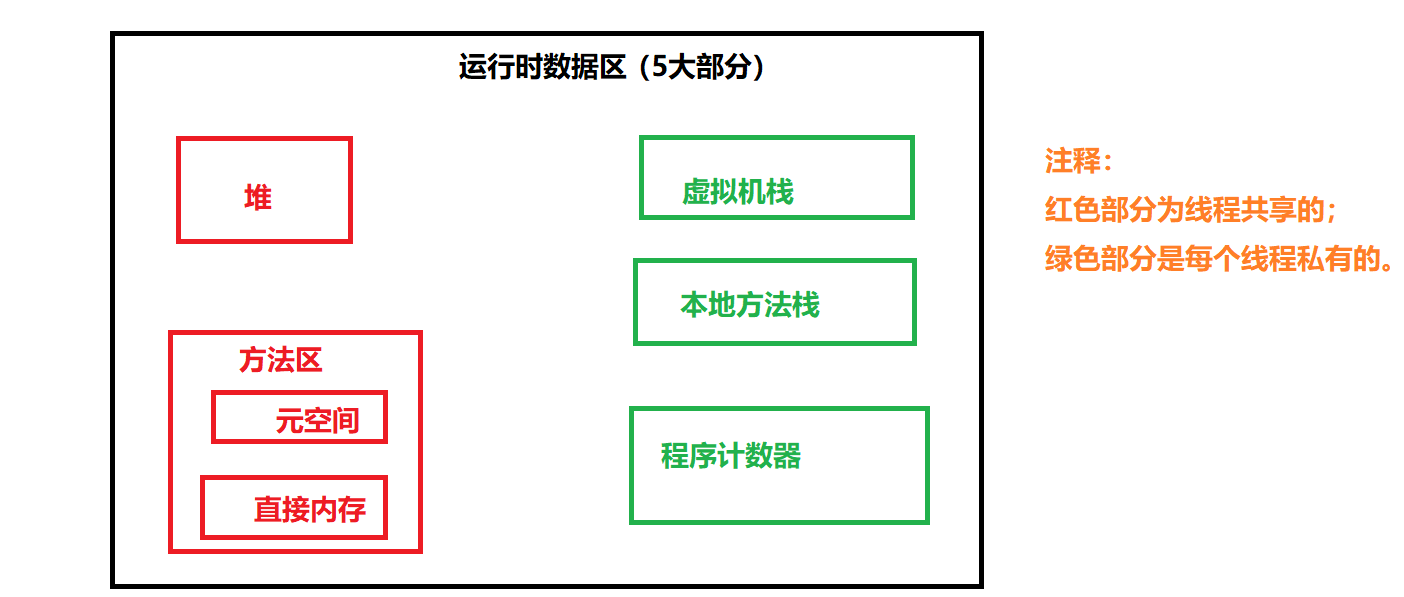 运行时数据区（5大部分）
堆
方法区
元空间
直接内存
虚拟机栈
本地方法栈
程序计数器
注释：
红色部分为线程共享的；
绿色部分是每个线程私有的。